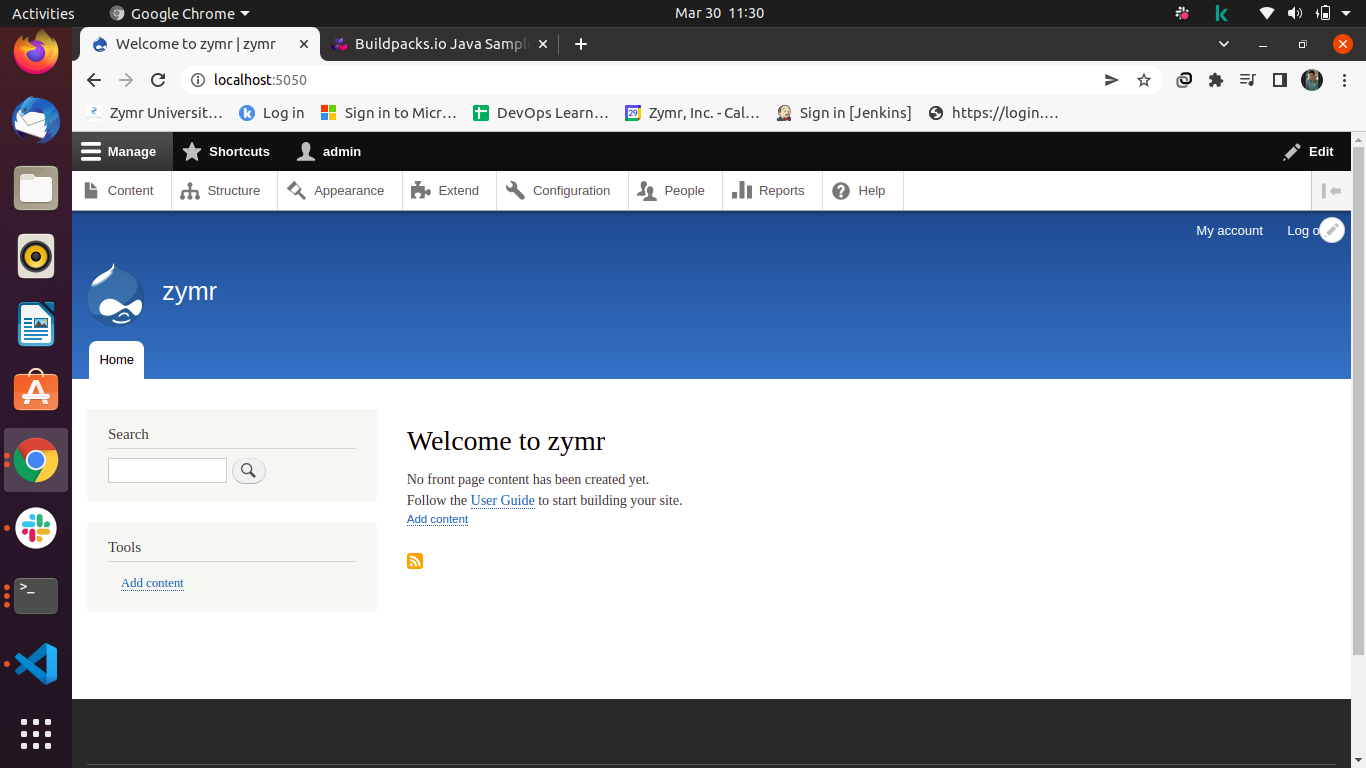 Activities
Google Chrome
Mar 30 11:30
Welcome to zymr | zymr
Buildpacks.io Java Sampl
localhost:5050
Zymr Universit…
Log in
Sign in to Micr…
DevOps Learn…
29
Zymr, Inc. - Cal…
Sign in [Jenkins]
https://login.…
Manage
Shortcuts
admin
Edit
Content
Structure
Appearance
Extend
Configuration
People
Reports
Help
My account
Log o
zymr
Home
Search
Welcome to zymr
No front page content has been created yet.
Follow the User Guide to start building your site.
Add content
Tools
Add content